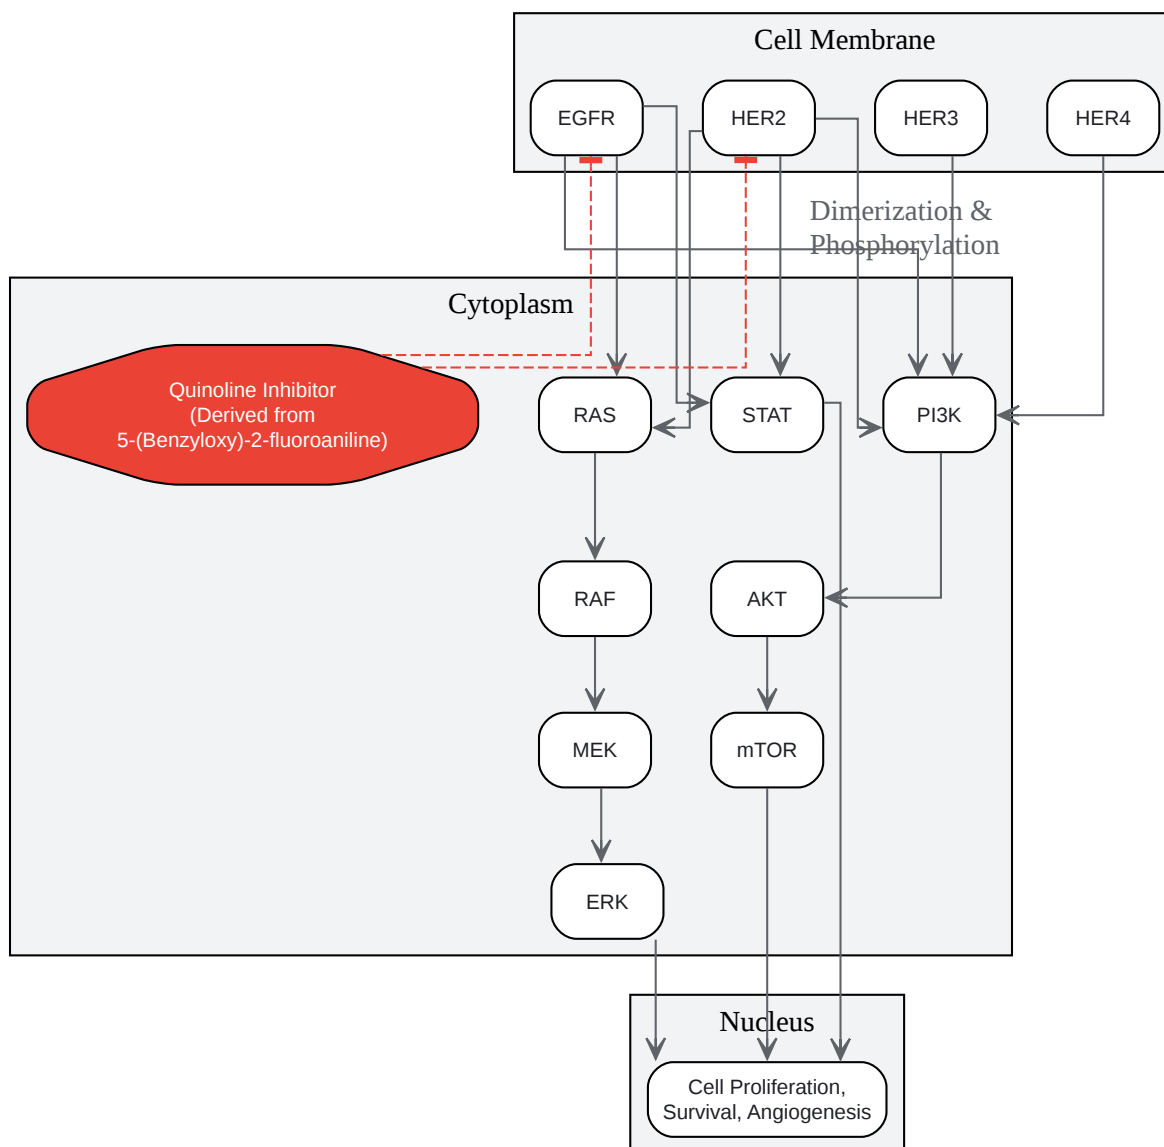 Cell Membrane
EGFR
HER2
HER3
HER4
Dimerization &
Phosphorylation
Cytoplasm
Quinoline Inhibitor
(Derived from
5-(Benzyloxy)-2-fluoroaniline)
RAS
STAT
PI3K
RAF
AKT
MEK
mTOR
ERK
Nucleus
Cell Proliferation,
Survival, Angiogenesis